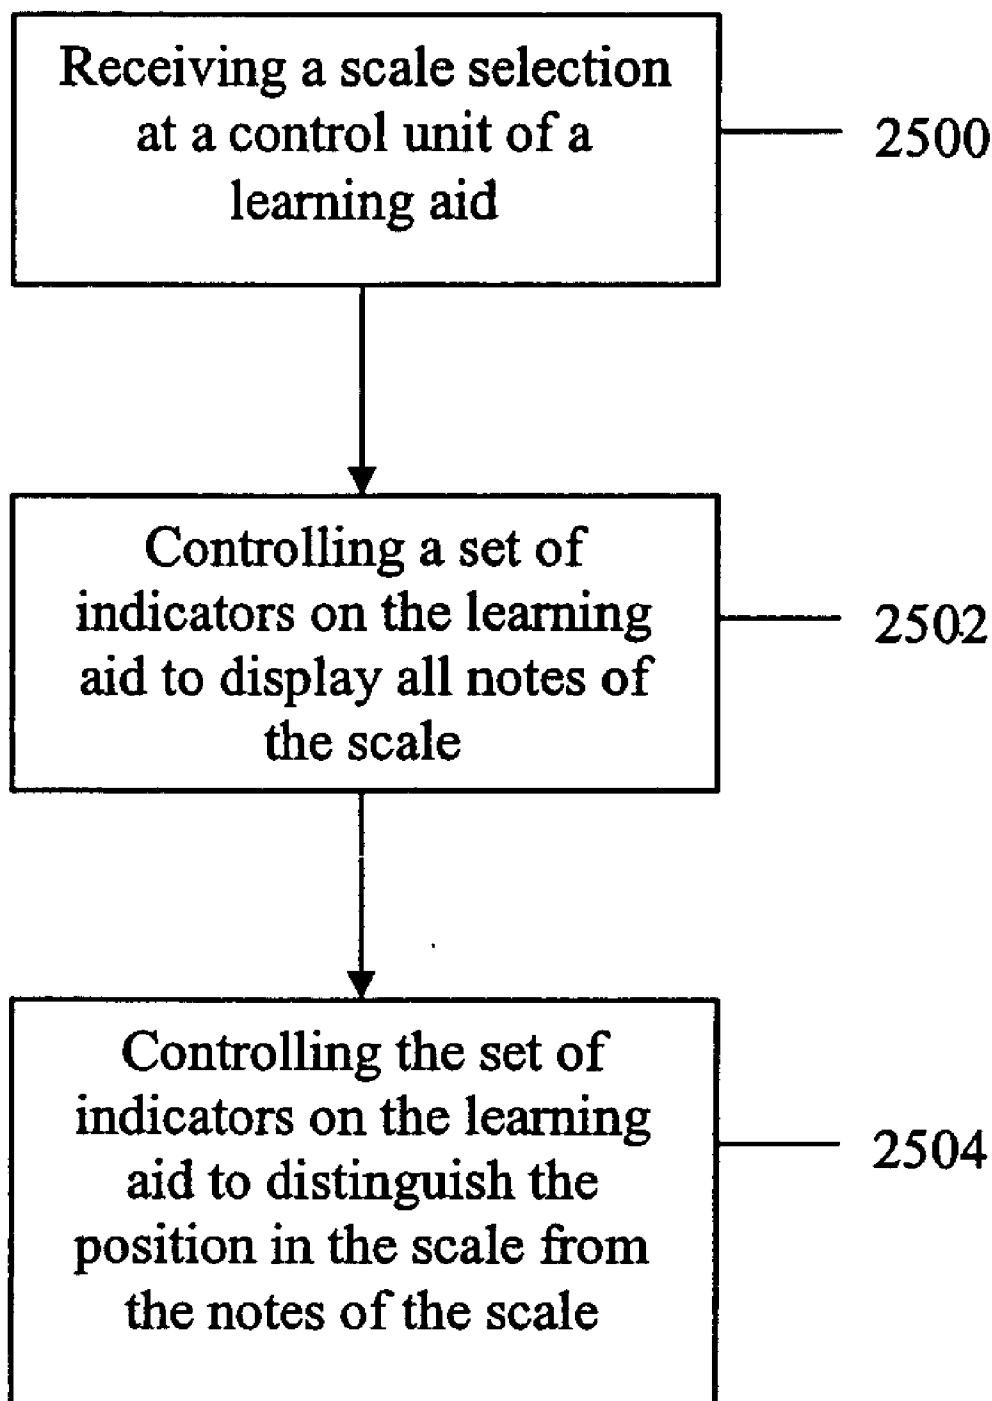 Receiving a scale selection
at a control unit of a
learning aid
2500
Controlling a set of
indicators on the learning
aid to display all notes of
the scale
2502
Controlling the set of
indicators on the learning
aid to distinguish the
position in the scale from
the notes of the scale
2504